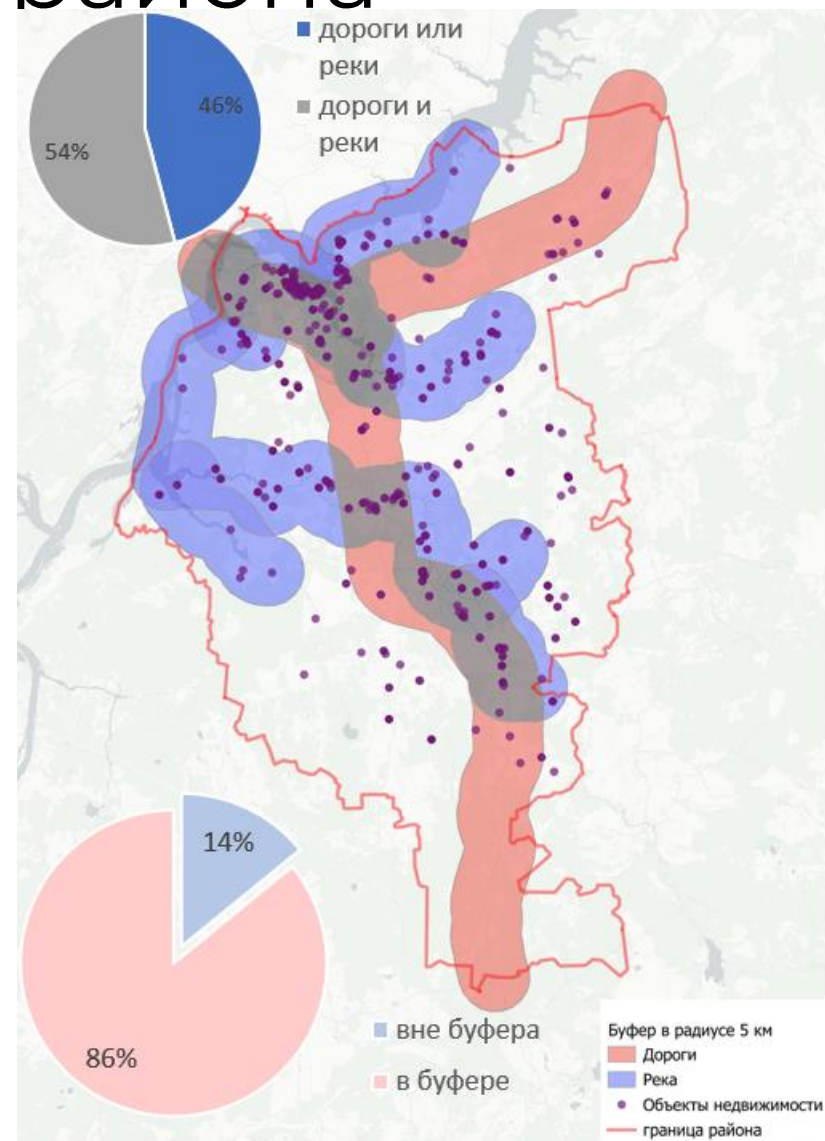 района
дороги или
реки
дороги и
реки
46%
54%
14%
86%
вне буфера
в буфере
Буфер в радиусе 5 км
Дороги
Река
Объекты недвижимости
граница района